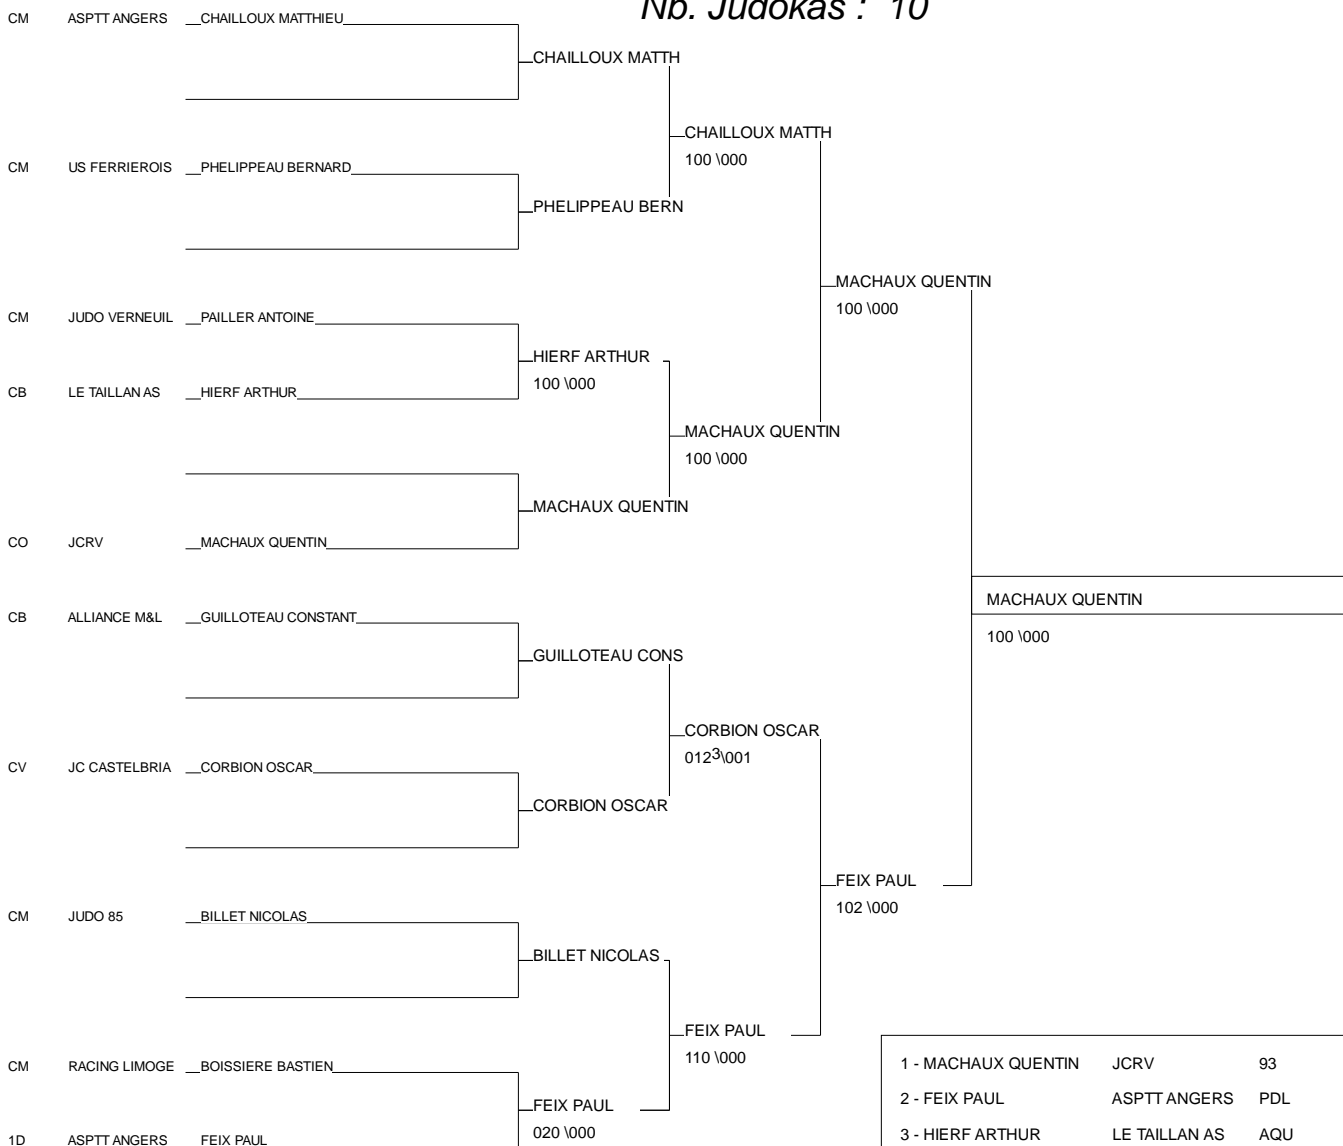 Nb. Judokas : 10
CM ASPTT ANGERS CHAILLOUX MATTHIEU
CHAILLOUX MATTH
CHAILLOUX MATTH
100 \000
CM US FERRIEROIS PHELIPPEAU BERNARD
PHELIPPEAU BERN
MACHAUX QUENTIN
100 \000
CM JUDO VERNEUIL PAILLER ANTOINE
HIERF ARTHUR
100 \000
CB LE TAILLAN AS HIERF ARTHUR
MACHAUX QUENTIN
100 \000
MACHAUX QUENTIN
CO JCRV MACHAUX QUENTIN
MACHAUX QUENTIN
100 \000
CB ALLIANCE M&L GUILLOTEAU CONSTANT
GUILLOTEAU CONS
CORBION OSCAR
0123\001
CV JC CASTELBRIA CORBION OSCAR
CORBION OSCAR
FEIX PAUL
102 \000
CM JUDO 85 BILLET NICOLAS
BILLET NICOLAS
FEIX PAUL
110 \000
CM RACING LIMOGE BOISSIERE BASTIEN
FEIX PAUL
020 \000
1D ASPTT ANGERS FEIX PAUL
1 - MACHAUX QUENTIN JCRV 93
2 - FEIX PAUL ASPTT ANGERS PDL
3 - HIERF ARTHUR LE TAILLAN AS AQU